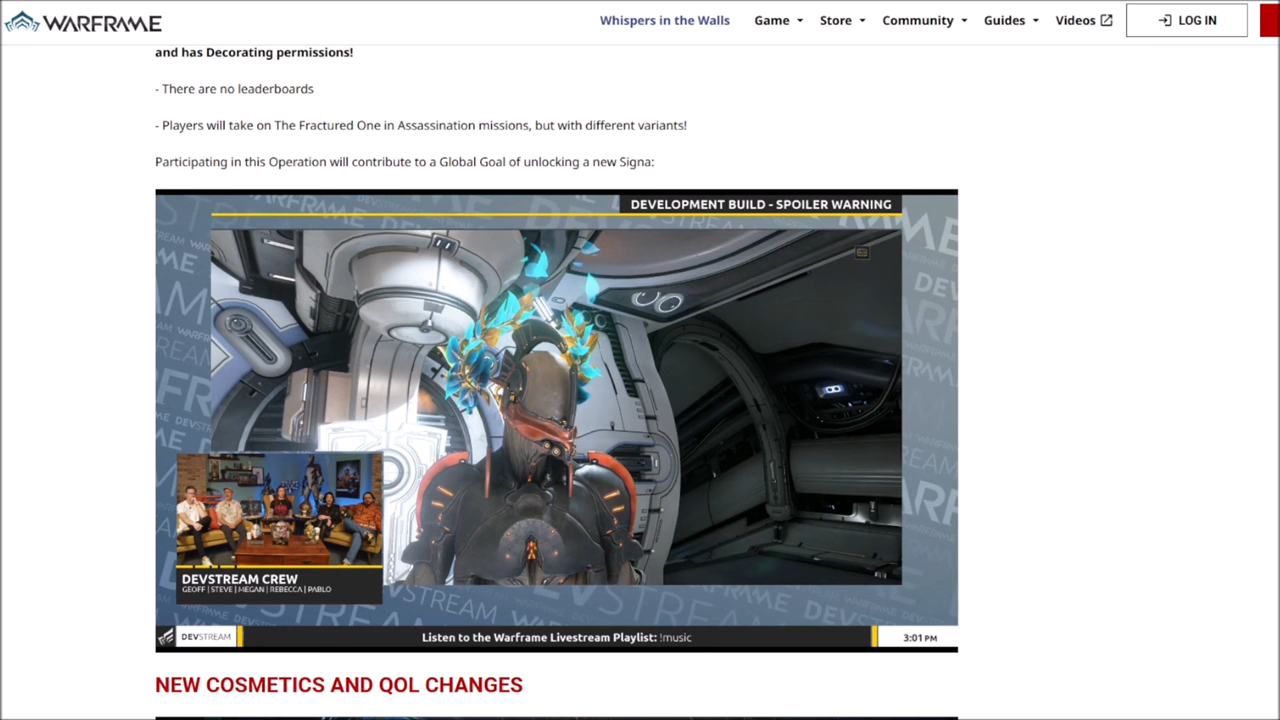 WARFRAME
Whispers in the Walls
Game
Store
Community
Guides
Videos
LOG IN
and has Decorating permissions!
- There are no leaderboards
- Players will take on The Fractured One in Assassination missions, but with different variants!
Participating in this Operation will contribute to a Global Goal of unlocking a new Signa:
DEVELOPMENT BUILD - SPOILER WARNING
DEVSTREAM CREW
GEOFF | STEVE | MEGAN | REBECCA | PABLO
DEVSTREAM
Listen to the Warframe Livestream Playlist: !music
3:01 PM
NEW COSMETICS AND QOL CHANGES